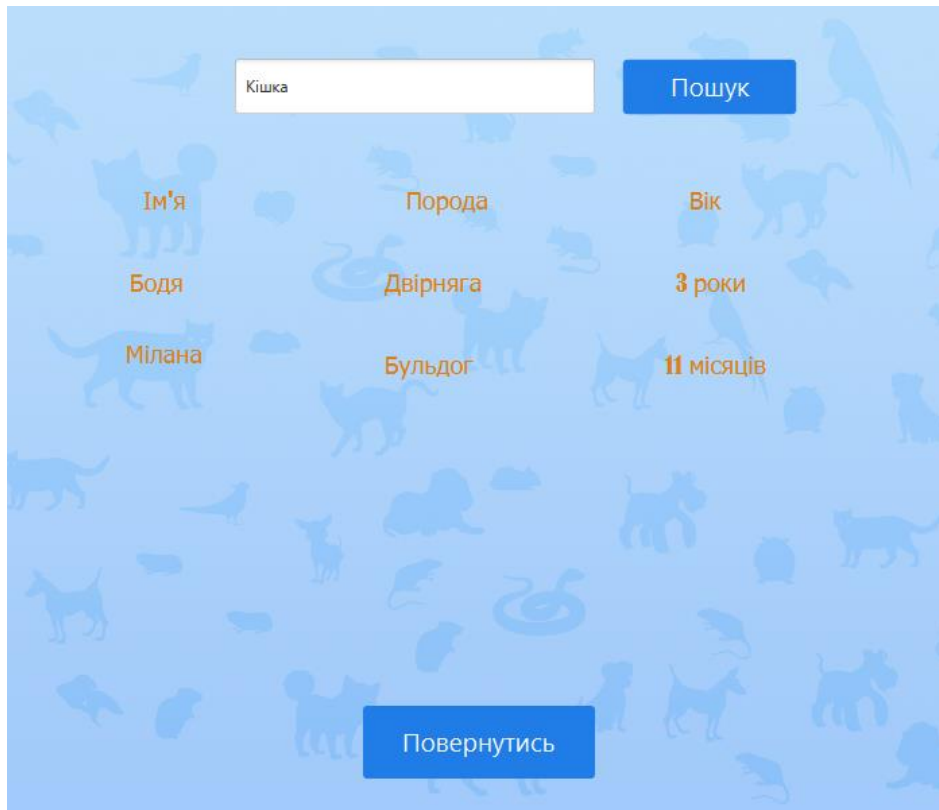 Кішка Пошук
Ім'я Порода Вік
Бодя Двірняга 3 роки
Мілана Бульдог 11 місяців
Повернутись